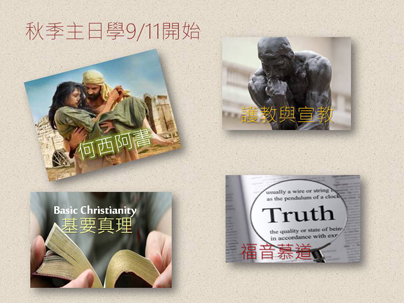 秋季主日學9/11開始
何西阿書
護教與宣教
Basic Christianity
基要真理
usually a wire or string
as the pendulum of a clock
Truth
the quality or state of being
in accordance with
福音慕道